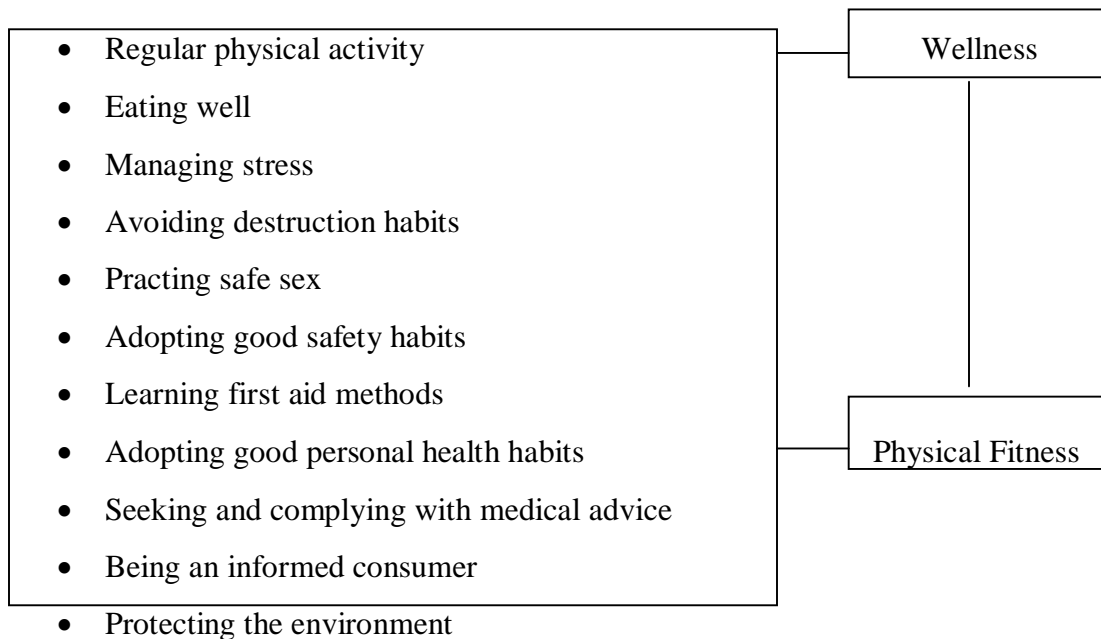 • Regular physical activity
• Eating well
• Managing stress
• Avoiding destruction habits
• Practing safe sex
• Adopting good safety habits
• Learning first aid methods
• Adopting good personal health habits
• Seeking and complying with medical advice
• Being an informed consumer
• Protecting the environment
Wellness
Physical Fitness